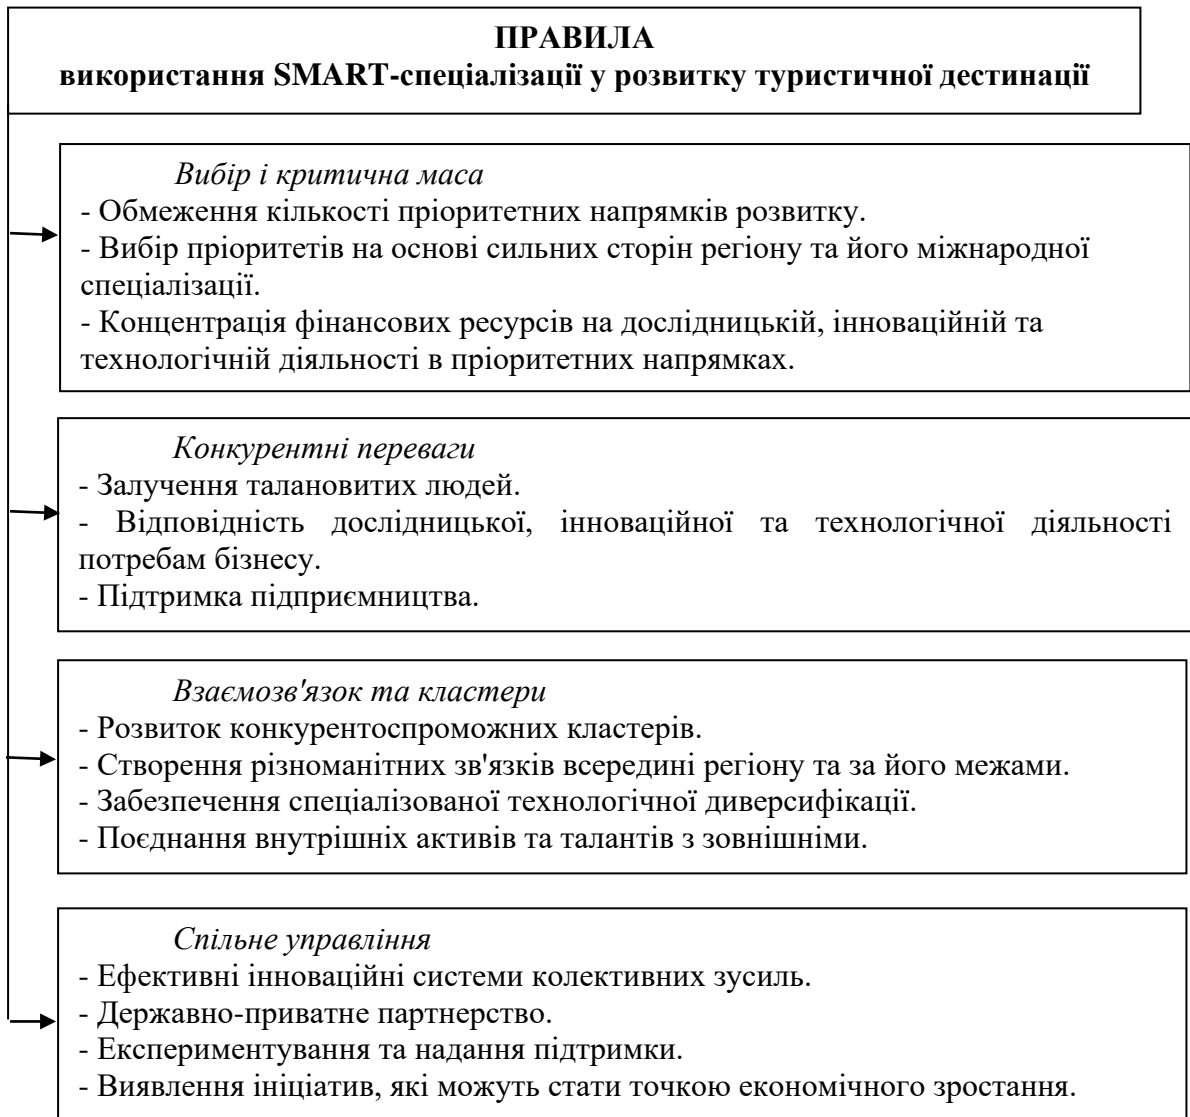 ПРАВИЛА
використання SMART-спеціалізації у розвитку туристичної дестинації
Вибір і критична маса
- Обмеження кількості пріоритетних напрямків розвитку.
- Вибір пріоритетів на основі сильних сторін регіону та його міжнародної
спеціалізації.
- Концентрація фінансових ресурсів на дослідницькій, інноваційній та
технологічній діяльності в пріоритетних напрямках.
Конкурентні переваги
- Залучення талановитих людей.
- Відповідність дослідницької, інноваційної та технологічної діяльності
потребам бізнесу.
- Підтримка підприємництва.
Взаємозв'язок та кластери
- Розвиток конкурентоспроможних кластерів.
- Створення різноманітних зв'язків всередині регіону та за його межами.
- Забезпечення спеціалізованої технологічної диверсифікації.
- Поєднання внутрішніх активів та талантів з зовнішніми.
Спільне управління
- Ефективні інноваційні системи колективних зусиль.
- Державно-приватне партнерство.
- Експериментування та надання підтримки.
- Виявлення ініціатив, які можуть стати точкою економічного зростання.